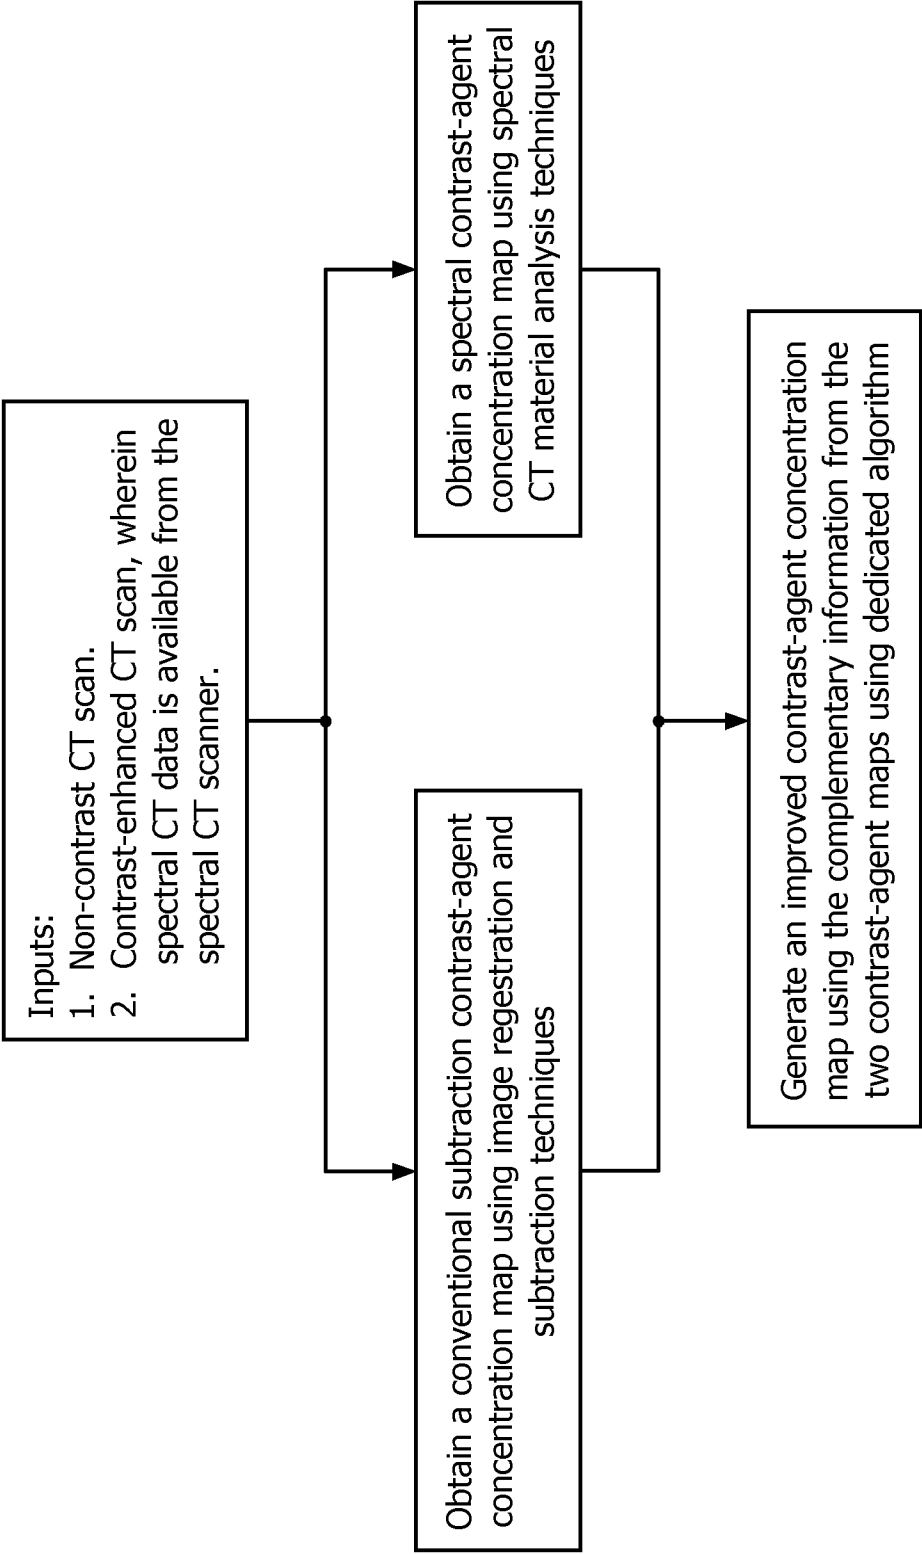 Inputs:
1. Non-contrast CT scan.
2. Contrast-enhanced CT scan, wherein
spectral CT data is available from the
spectral CT scanner.
Obtain a conventional subtraction contrast-agent
concentration map using image regestration and
subtraction techniques
Obtain a spectral contrast-agent
concentration map using spectral
CT material analysis techniques
Generate an improved contrast-agent concentration
map using the complementary information from the
two contrast-agent maps using dedicated algorithm